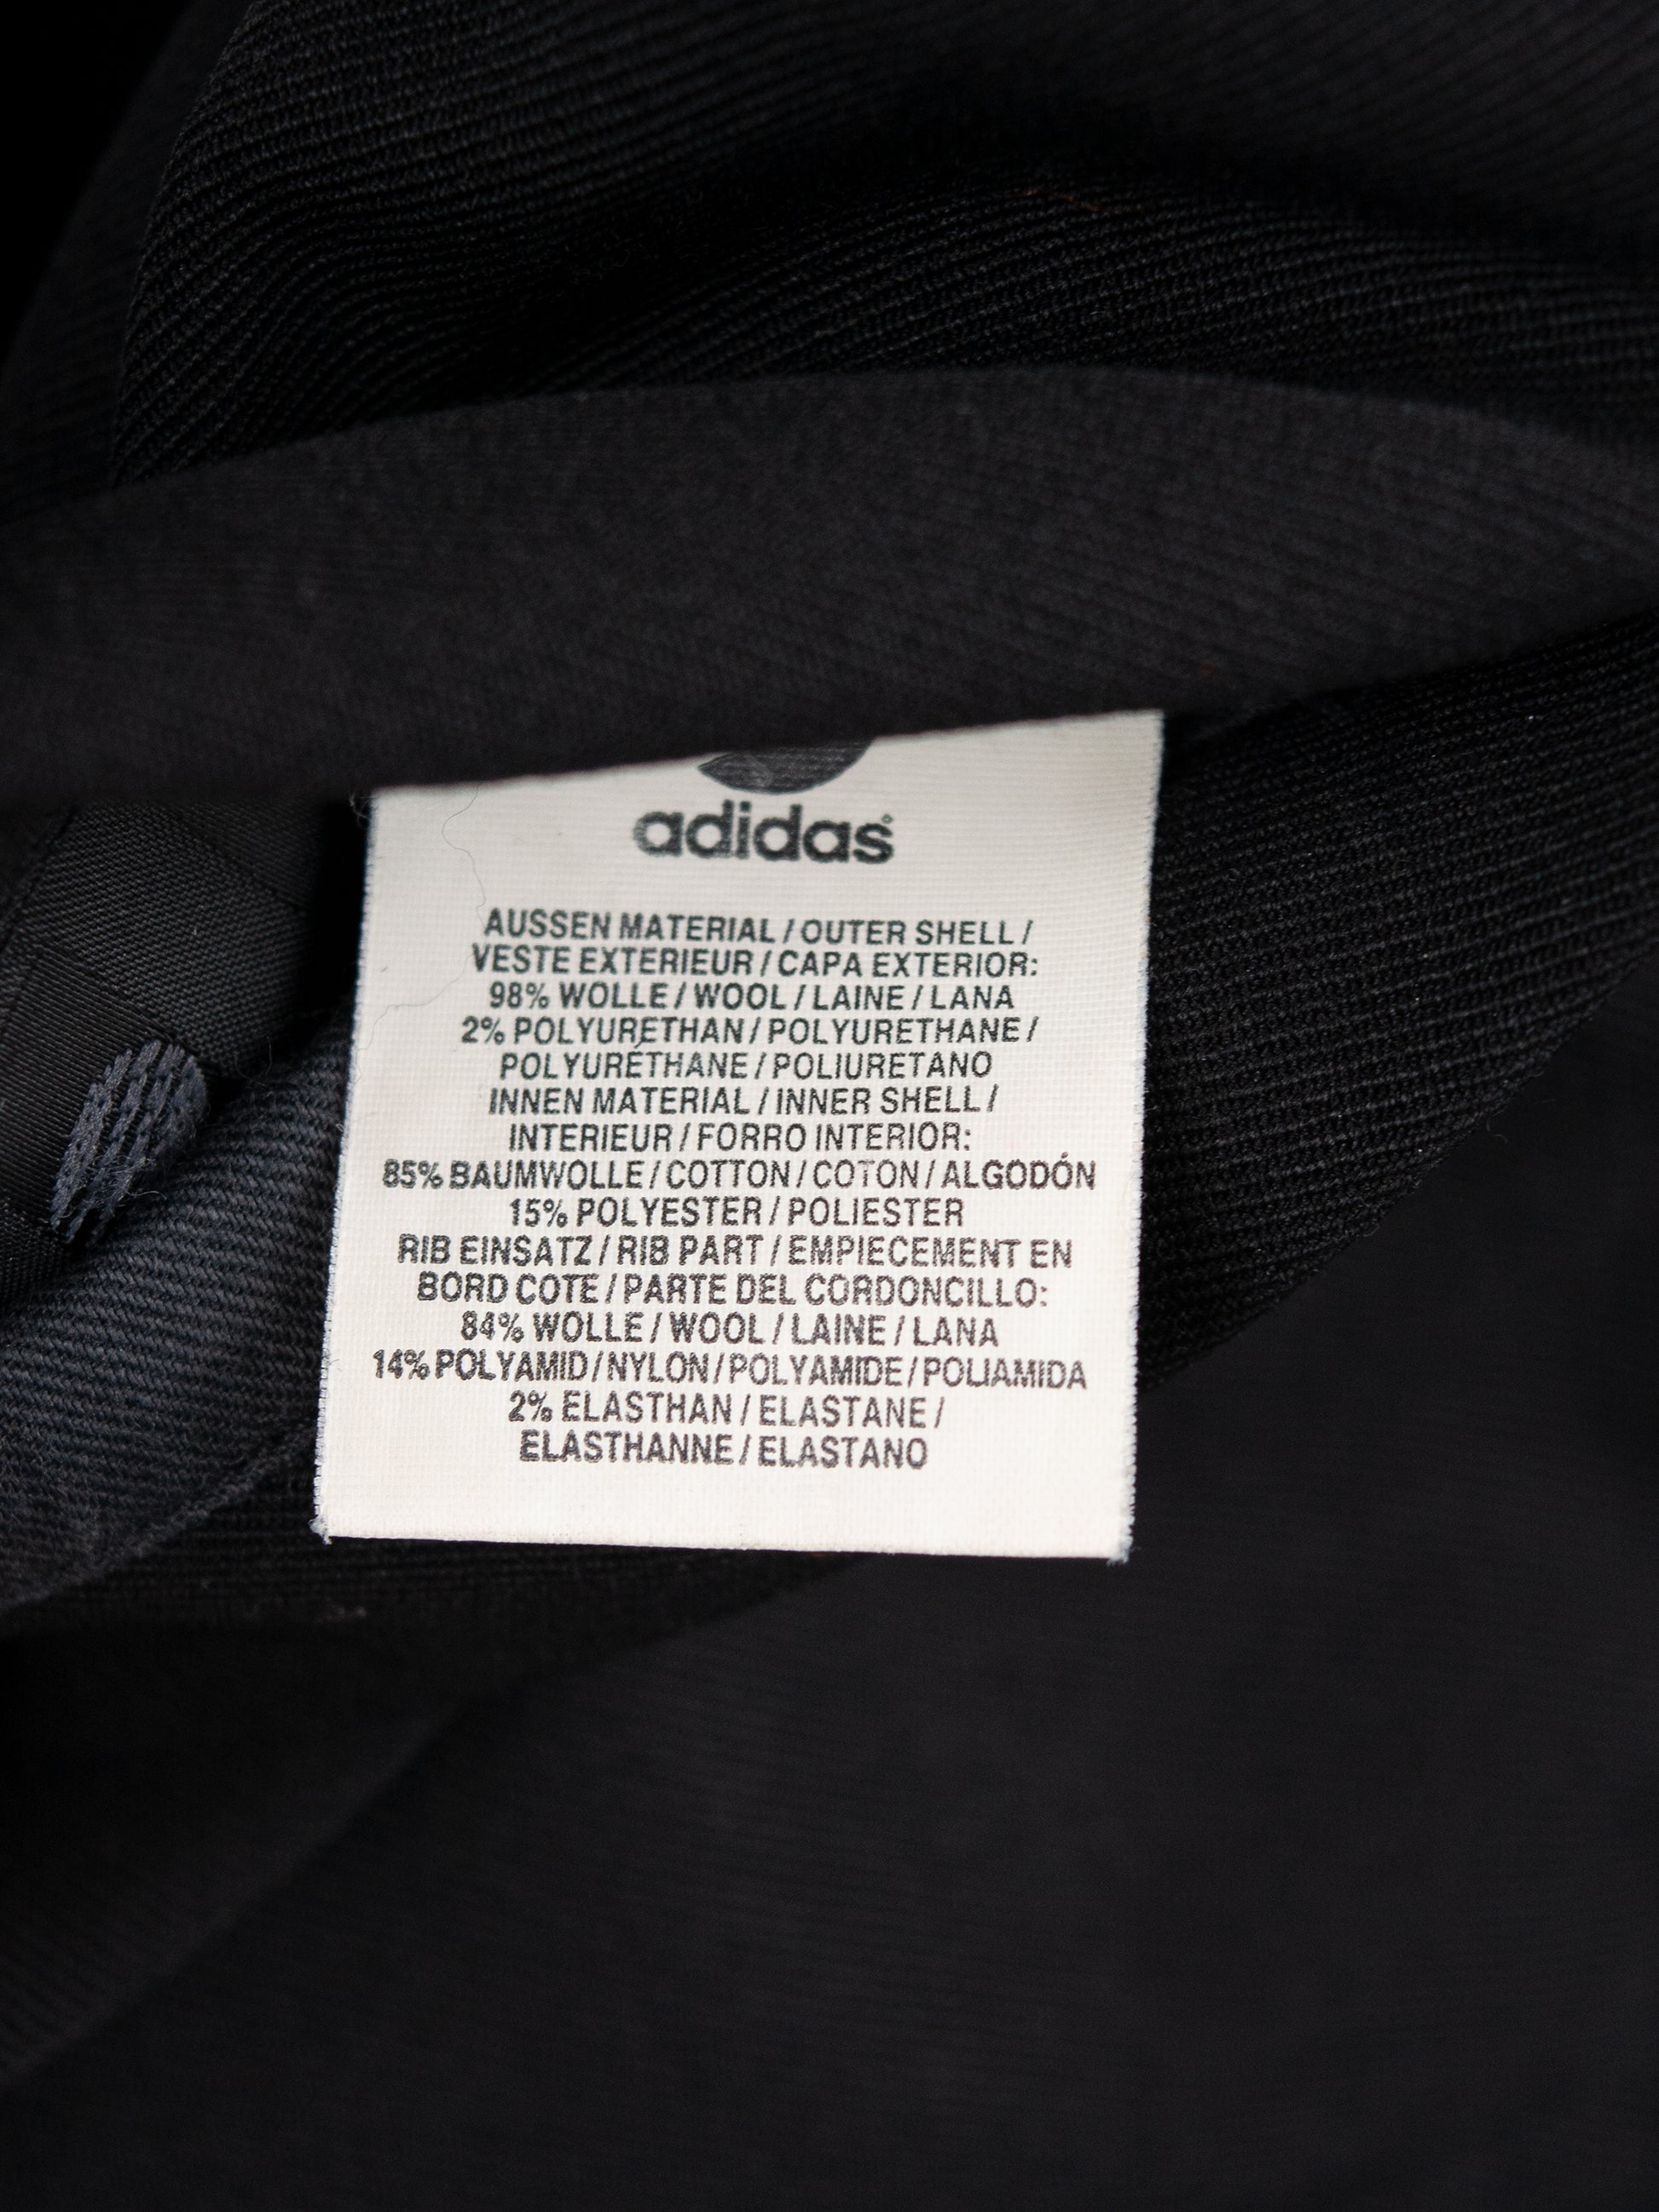 adidas®
AUSSEN MATERIAL / OUTER SHELL /
VESTE EXTERIEUR / CAPA EXTERIOR:
98% WOLLE / WOOL / LAINE / LANA
2% POLYURETHAN / POLYURETHANE /
POLYURÉTHANE / POLIURETANO
INNEN MATERIAL / INNER SHELL /
INTERIEUR / FORRO INTERIOR:
85% BAUMWOLLE / COTTON / COTON / ALGODÓN
15% POLYESTER / POLIESTER
RIB EINSATZ / RIB PART / EMPIECEMENT EN
BORD COTE / PARTE DEL CORDONCILLO:
84% WOLLE / WOOL / LAINE / LANA
14% POLYAMID / NYLON / POLYAMIDE / POLIAMIDA
2% ELASTHAN / ELASTANE /
ELASTHANNE / ELASTANO